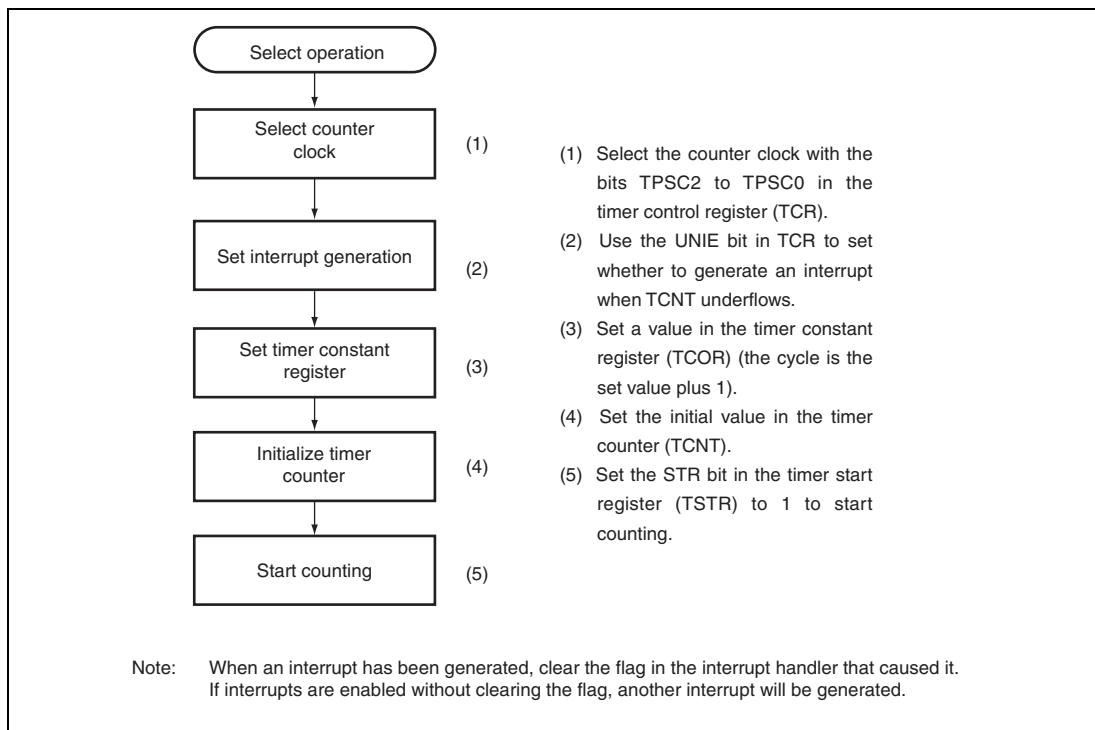 Select operation
Select counter
clock
(1)
Set interrupt generation
(2)
Set timer constant
register
(3)
Initialize timer
counter
(4)
Start counting
(5)
(1) Select the counter clock with the
bits TPSC2 to TPSC0 in the
timer control register (TCR).
(2) Use the UNIE bit in TCR to set
whether to generate an interrupt
when TCNT underflows.
(3) Set a value in the timer constant
register (TCOR) (the cycle is the
set value plus 1).
(4) Set the initial value in the timer
counter (TCNT).
(5) Set the STR bit in the timer start
register (TSTR) to 1 to start
counting.
Note: When an interrupt has been generated, clear the flag in the interrupt handler that caused it.
If interrupts are enabled without clearing the flag, another interrupt will be generated.